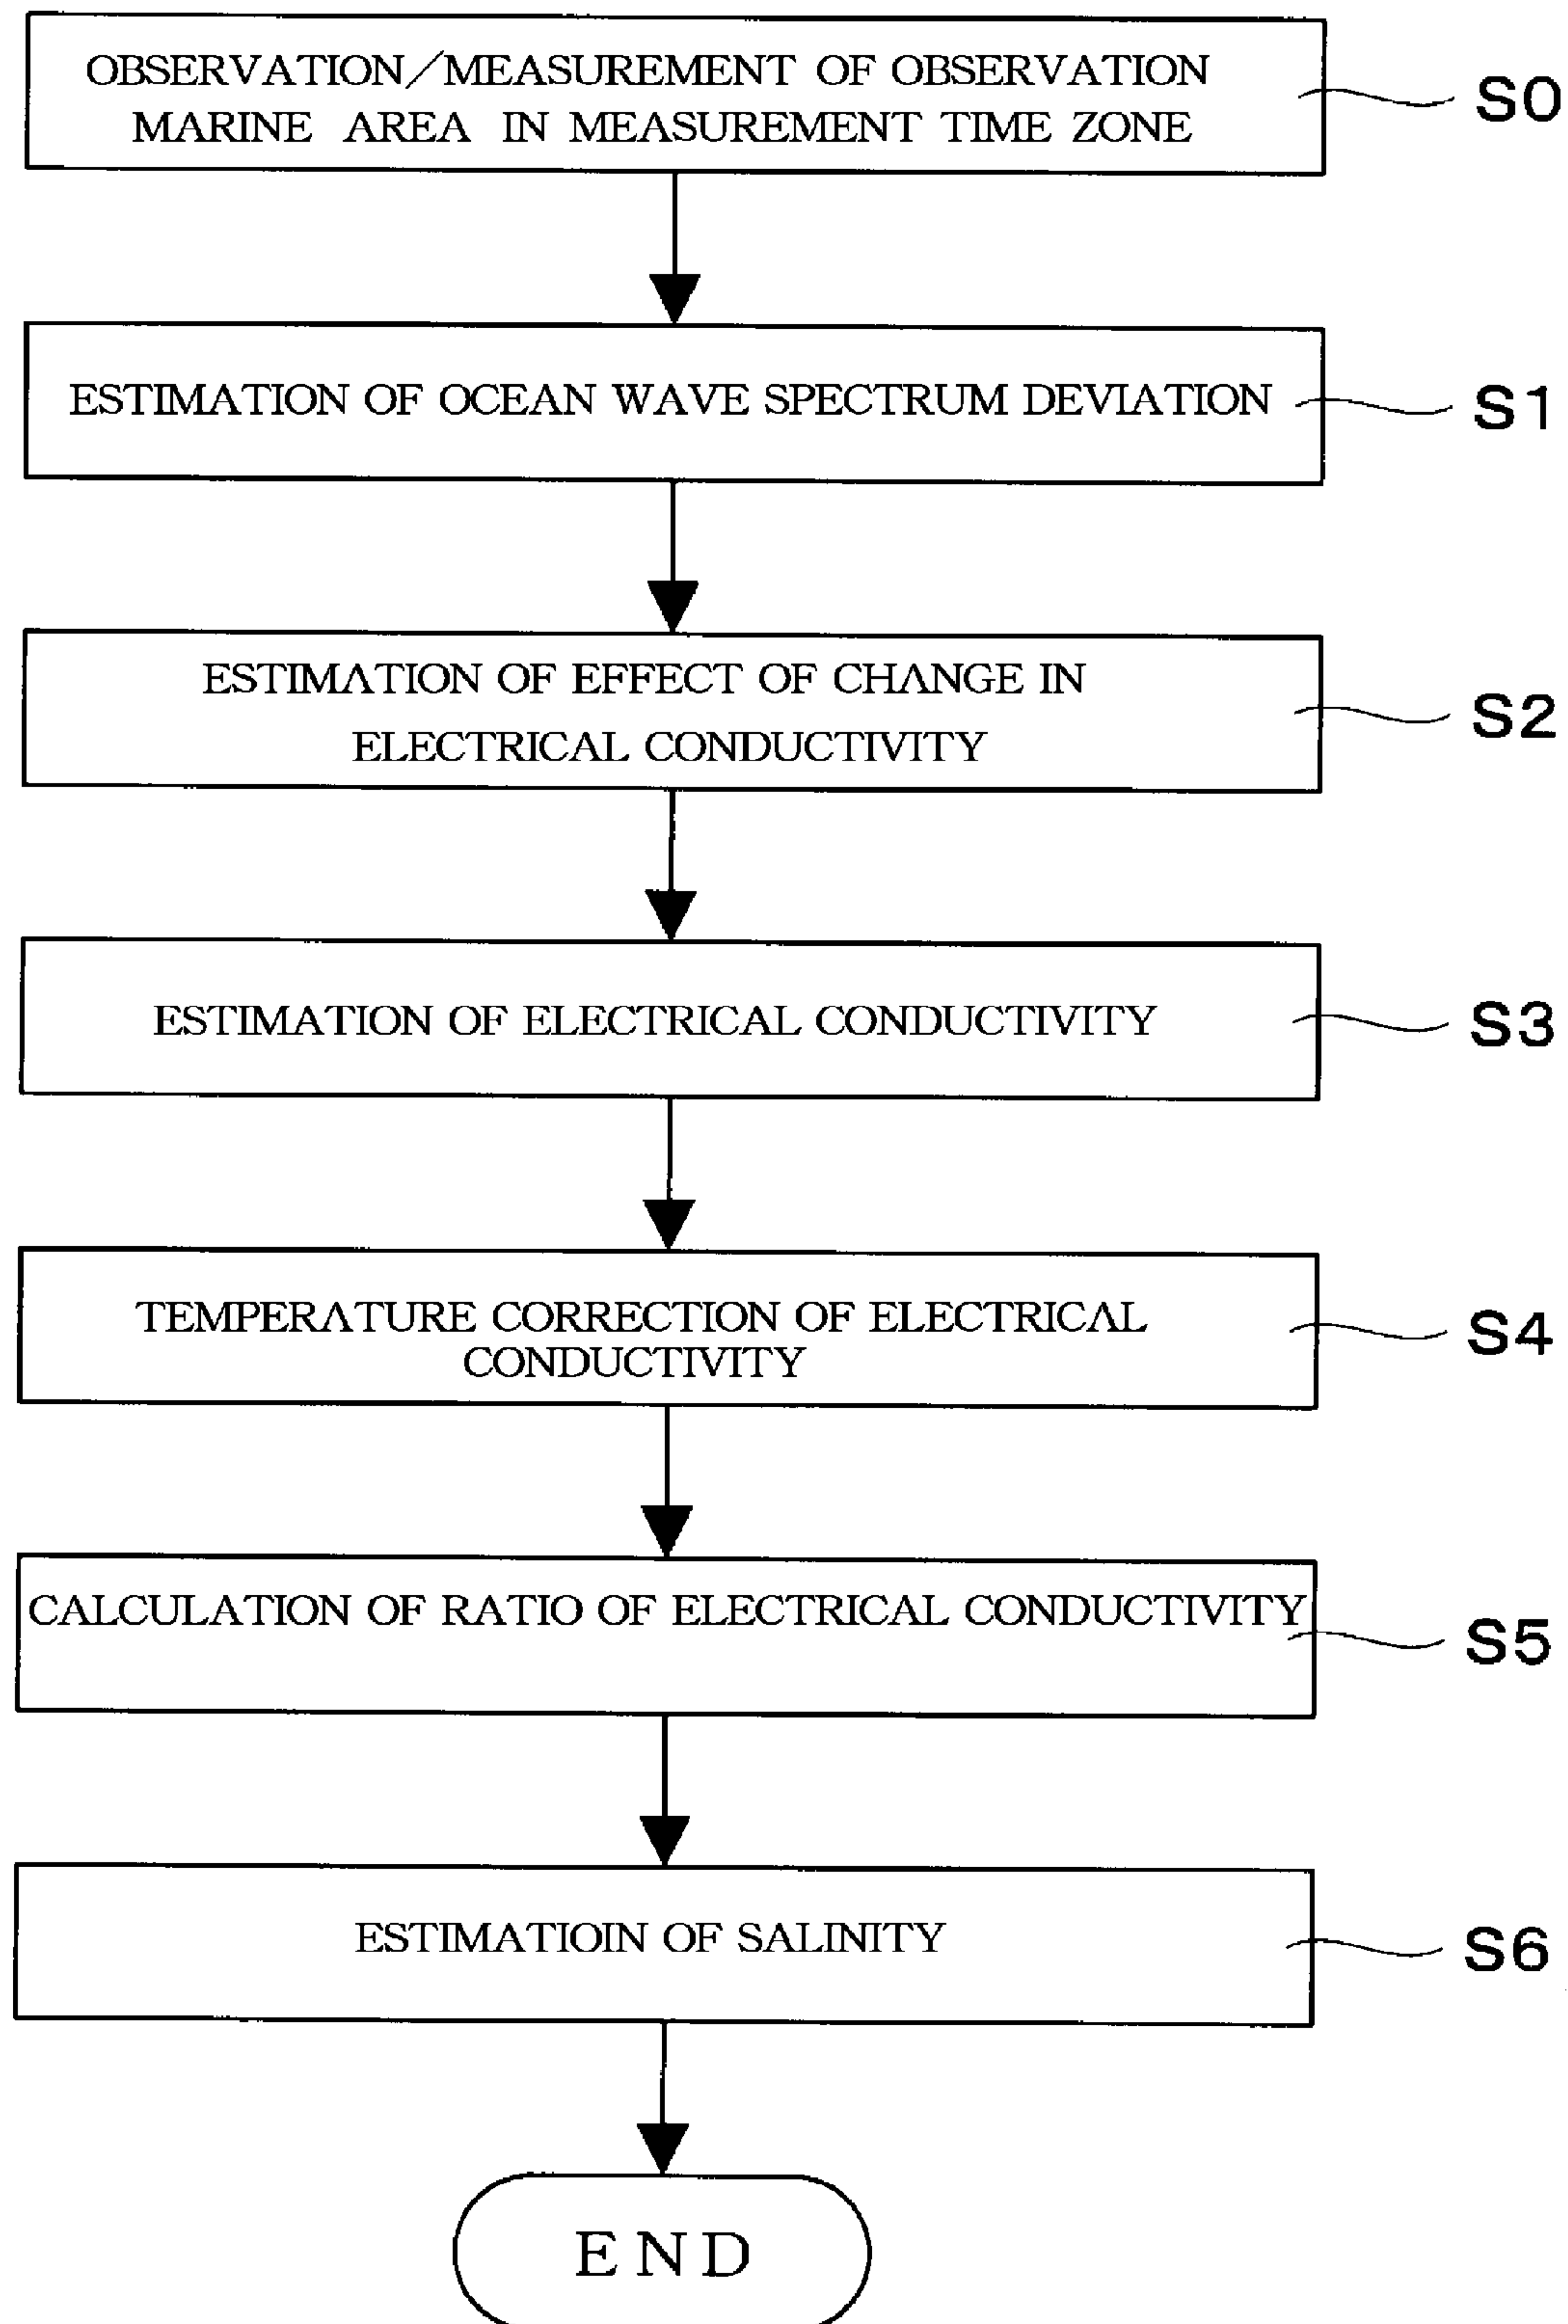 OBSERVATION/MEASUREMENT OF OBSERVATION
MARINE AREA IN MEASUREMENT TIME ZONE
S0
ESTIMATION OF OCEAN WAVE SPECTRUM DEVIATION
S1
ESTIMATION OF EFFECT OF CHANGE IN
ELECTRICAL CONDUCTIVITY
S2
ESTIMATION OF ELECTRICAL CONDUCTIVITY
S3
TEMPERATURE CORRECTION OF ELECTRICAL
CONDUCTIVITY
S4
CALCULATION OF RATIO OF ELECTRICAL CONDUCTIVITY
S5
ESTIMATIOIN OF SALINITY
S6
END